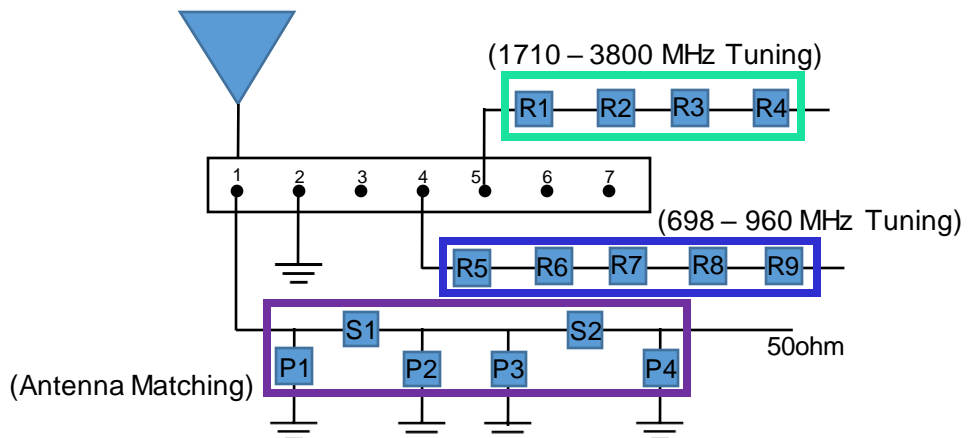 (1710 – 3800 MHz Tuning)
R1 R2 R3 R4
1 2 3 4 5 6 7
(698 – 960 MHz Tuning)
R5 R6 R7 R8 R9
S1 S2
50ohm
P1 P2 P3 P4
(Antenna Matching)